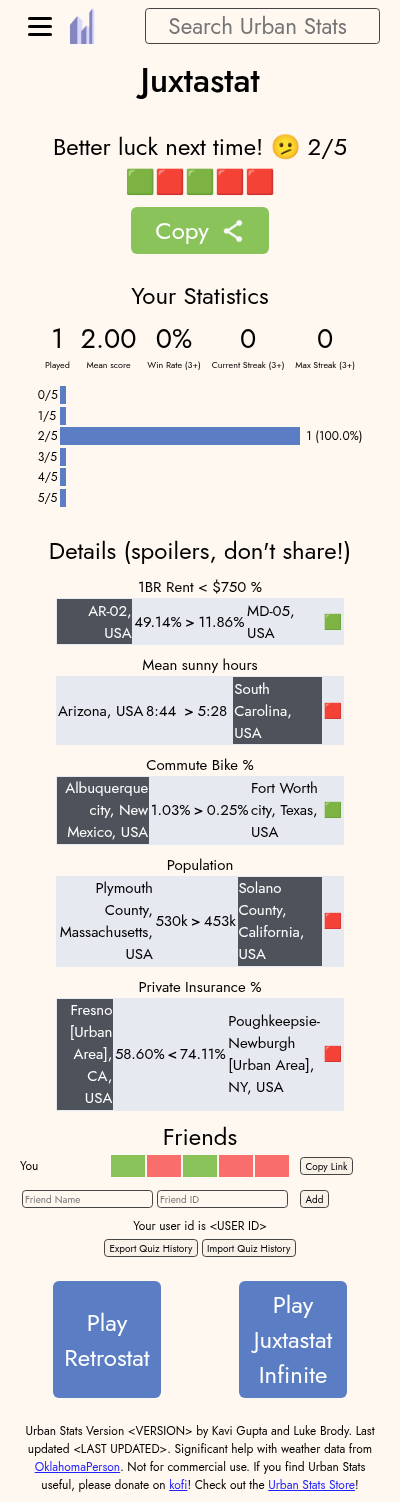 Search Urban Stats
Juxtastat
Better luck next time! 🫤 2/5
🟩🟥🟩🟥🟥
Copy
Your Statistics
1 2.00 0% 0 0
Played Mean score Win Rate (3+) Current Streak (3+) Max Streak (3+)
0/5
1/5
2/5 1 (100.0%)
3/5
4/5
5/5
Details (spoilers, don't share!)
1BR Rent < $750 %
AR-02,
USA
49.14% > 11.86%
MD-05,
USA
🟩
Mean sunny hours
Arizona, USA
8:44 > 5:28
South
Carolina,
USA
🟥
Commute Bike %
Albuquerque
city, New
Mexico, USA
1.03% > 0.25%
Fort Worth
city, Texas,
USA
🟩
Population
Plymouth
County,
Massachusetts,
USA
530k > 453k
Solano
County,
California,
USA
🟥
Private Insurance %
Fresno
[Urban
Area],
CA,
USA
58.60% < 74.11%
Poughkeepsie-
Newburgh
[Urban Area],
NY, USA
🟥
Friends
You Copy Link
Friend Name Friend ID Add
Your user id is <USER ID>
Export Quiz History Import Quiz History
Play
Retrostat
Play
Juxtastat
Infinite
Urban Stats Version <VERSION> by Kavi Gupta and Luke Brody. Last
updated <LAST UPDATED>. Significant help with weather data from
OklahomaPerson. Not for commercial use. If you find Urban Stats
useful, please donate on kofi! Check out the Urban Stats Store!